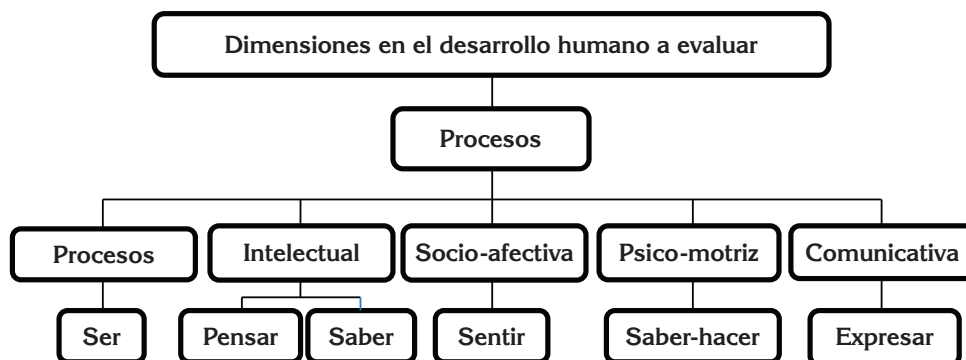 Dimensiones en el desarrollo humano a evaluar
Procesos
Procesos
Intelectual
Socio-afectiva
Psico-motriz
Comunicativa
Ser
Pensar
Saber
Sentir
Saber-hacer
Expresar